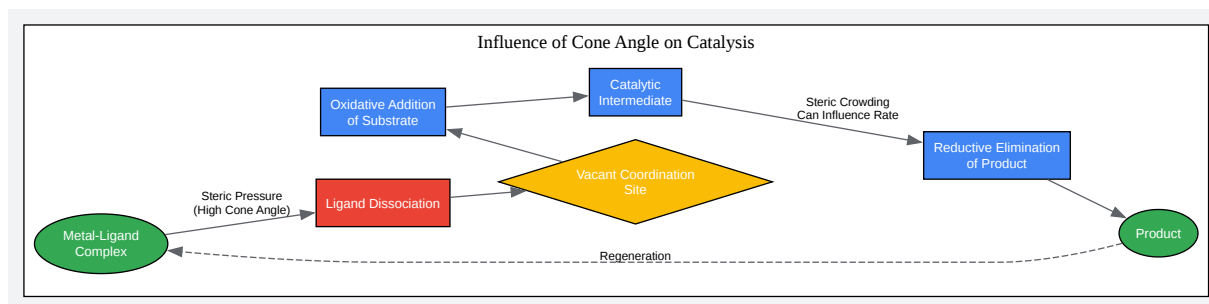 Influence of Cone Angle on Catalysis
Oxidative Addition
of Substrate
Catalytic
Intermediate
Steric Crowding
Can Influence Rate
Reductive Elimination
of Product
Vacant Coordination
Site
Steric Pressure
(High Cone Angle)
Ligand Dissociation
Metal-Ligand
Complex
Product
Regeneration